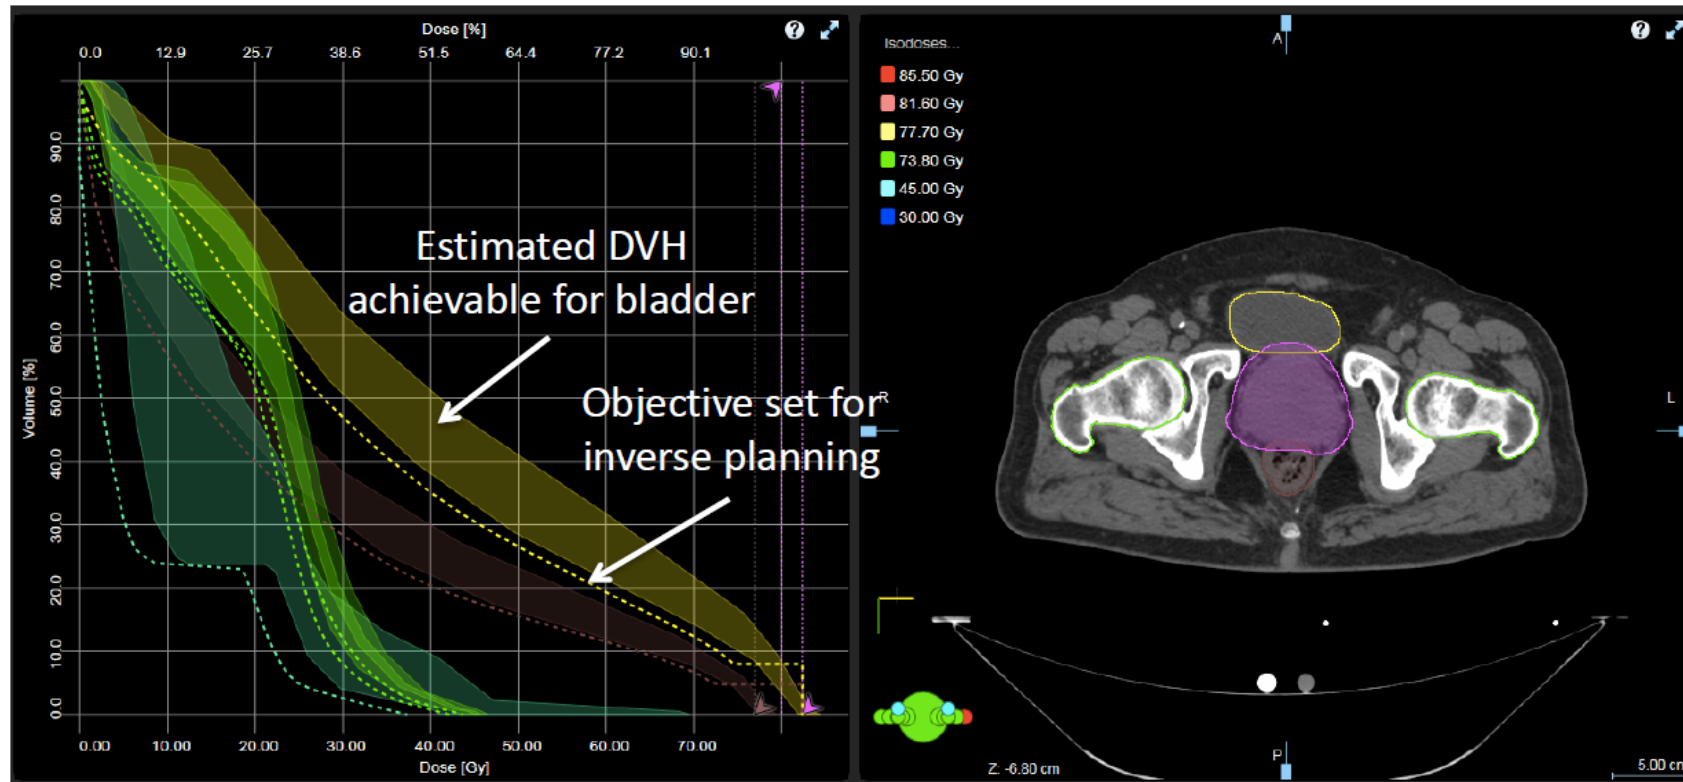 Dose [%]
0.0 12.9 25.7 38.6 51.5 64.4 77.2 90.1
90.0
80.0
70.0
60.0
50.0
40.0
30.0
20.0
10.0
0.0
Volume [%]
Estimated DVH
achievable for bladder
Objective set for
inverse planning
0.00 10.00 20.00 30.00 40.00 50.00 60.00 70.00
Dose [Gy]
?
?
Isodoses...
85.50 Gy
81.60 Gy
77.70 Gy
73.80 Gy
45.00 Gy
30.00 Gy
A
R
L
P
Z: -6.80 cm
5.00 cm